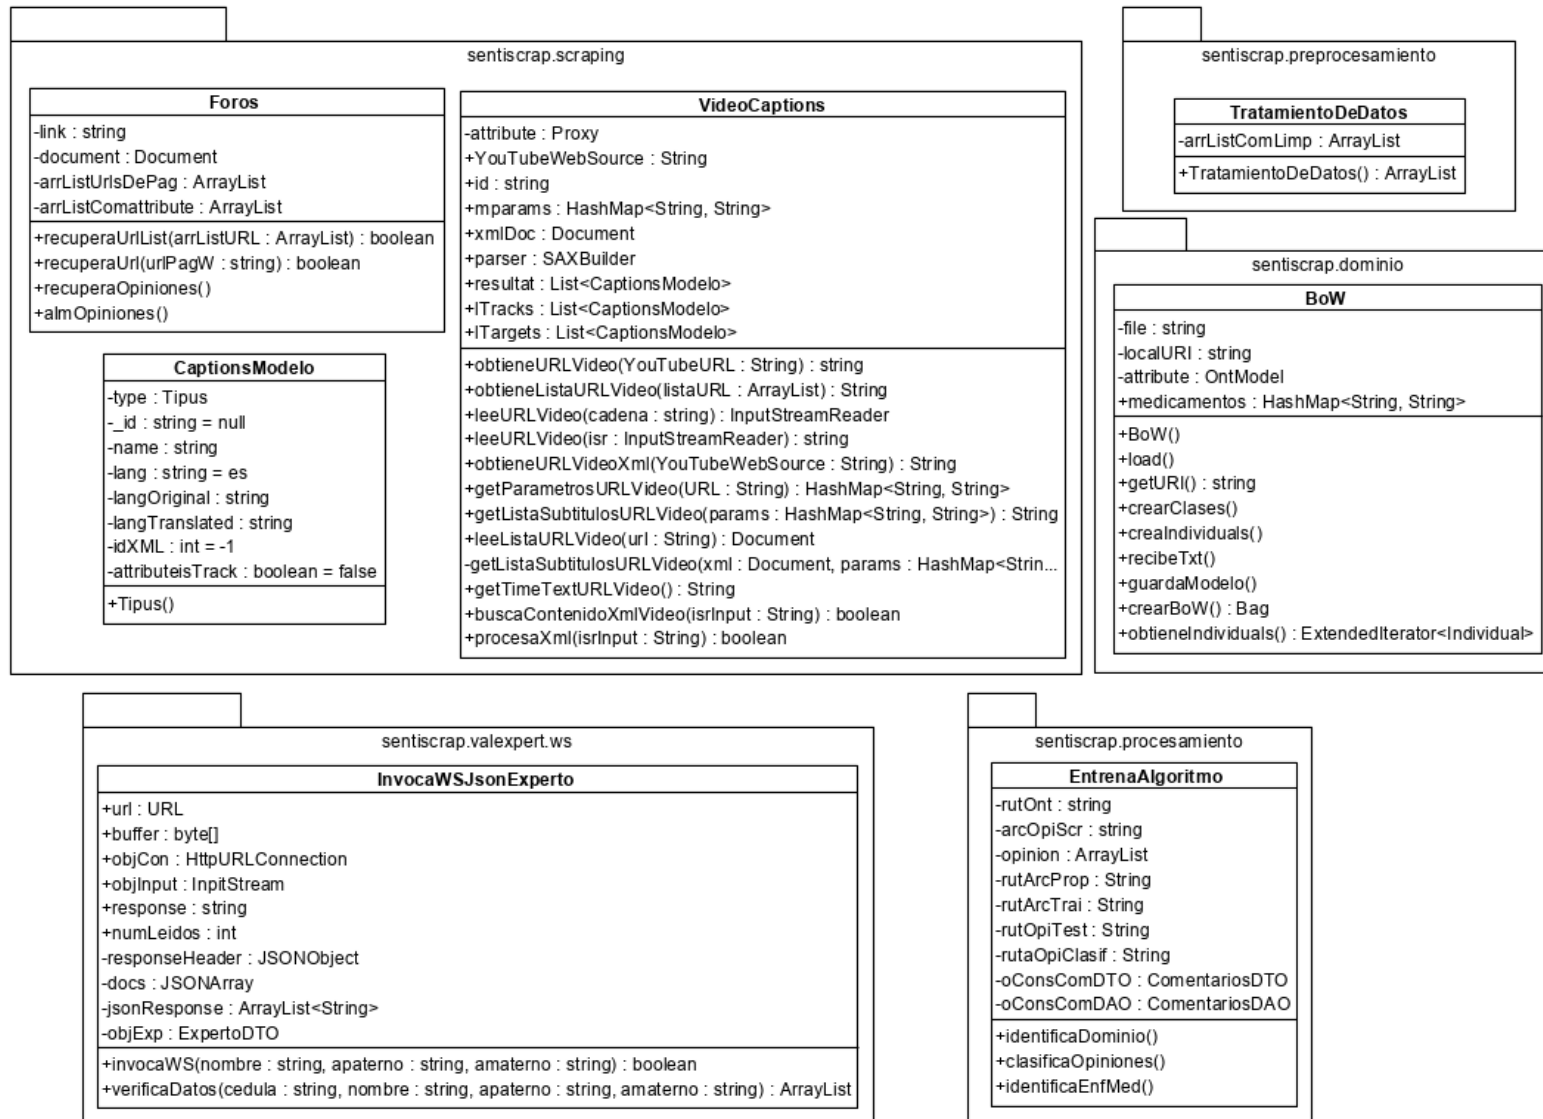 sentiscrap.scraping
Foros
-link : string
-document : Document
-arrListUrlsDePag : ArrayList
-arrListComattribute : ArrayList
+recuperaUrlList(arrListURL : ArrayList) : boolean
+recuperaUrl(urlPagW : string) : boolean
+recuperaOpiniones()
+almOpiniones()
CaptionsModelo
-type : Tipus
-_id : string = null
-name : string
-lang : string = es
-langOriginal : string
-langTranslated : string
-idXML : int = -1
-attributeisTrack : boolean = false
+Tipus()
VideoCaptions
-attribute : Proxy
+YouTubeWebSource : String
+id : string
+mparams : HashMap<String, String>
+xmlDoc : Document
+parser : SAXBuilder
+resultat : List<CaptionsModelo>
+lTracks : List<CaptionsModelo>
+lTargets : List<CaptionsModelo>
+obtieneURLVideo(YouTubeURL : String) : string
+obtieneListaURLVideo(listaURL : ArrayList) : String
+leeURLVideo(cadena : string) : InputStreamReader
+leeURLVideo(isr : InputStreamReader) : string
+obtieneURLVideoXml(YouTubeWebSource : String) : String
+getParametrosURLVideo(URL : String) : HashMap<String, String>
+getListaSubtitulosURLVideo(params : HashMap<String, String>) : String
+leeListaURLVideo(url : String) : Document
-getListaSubtitulosURLVideo(xml : Document, params : HashMap<Strin...
+getTimeTextURLVideo() : String
+buscaContenidoXmlVideo(isrInput : String) : boolean
+procesaXml(isrInput : String) : boolean
sentiscrap.preprocesamiento
TratamientoDeDatos
-arrListComLimp : ArrayList
+TratamientoDeDatos() : ArrayList
sentiscrap.dominio
BoW
-file : string
-localURI : string
-attribute : OntModel
+medicamentos : HashMap<String, String>
+BoW()
+load()
+getURI() : string
+crearClases()
+creaIndividuals()
+recibeTxt()
+guardaModelo()
+crearBoW() : Bag
+obtieneIndividuals() : ExtendedIterator<Individual>
sentiscrap.valexpert.ws
InvocaWSJsonExperto
+url : URL
+buffer : byte[]
+objCon : HttpURLConnection
+objInput : InpitStream
+response : string
+numLeidos : int
-responseHeader : JSONObject
-docs : JSONArray
-jsonResponse : ArrayList<String>
-objExp : ExpertoDTO
+invocaWS(nombre : string, apaterno : string, amaterno : string) : boolean
+verificaDatos(cedula : string, nombre : string, apaterno : string, amaterno : string) : ArrayList
sentiscrap.procesamiento
EntrenaAlgoritmo
-rutOnt : string
-arcOpiScr : string
-opinion : ArrayList
-rutArcProp : String
-rutArcTrai : String
-rutOpiTest : String
-rutaOpiClasif : String
-oConsComDTO : ComentariosDTO
-oConsComDAO : ComentariosDAO
+identificaDominio()
+clasificaOpiniones()
+identificaEnfMed()